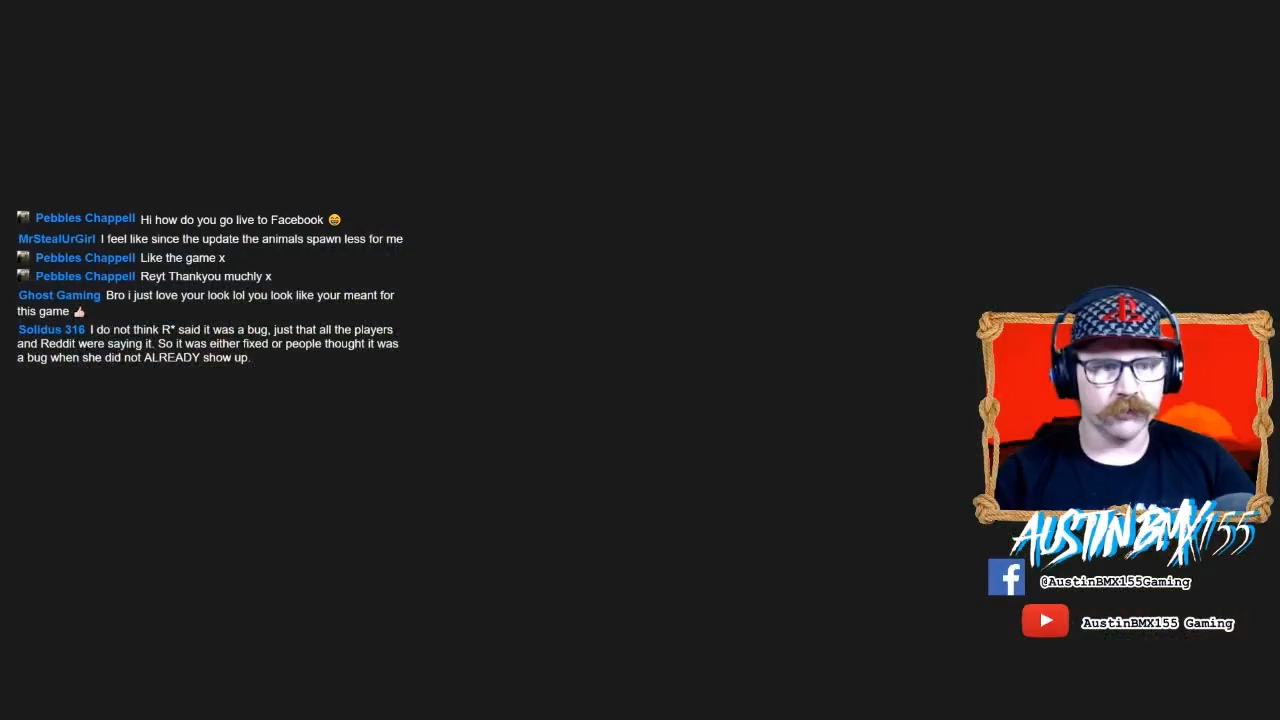 Pebbles Chappell Hi how do you go live to Facebook 😄
MrStealUrGirl I feel like since the update the animals spawn less for me
Pebbles Chappell Like the game x
Pebbles Chappell Reyt Thankyou muchly x
Ghost Gaming Bro i just love your look lol you look like your meant for
this game 👍🏻
Solidus 316 I do not think R* said it was a bug, just that all the players
and Reddit were saying it. So it was either fixed or people thought it was
a bug when she did not ALREADY show up.
AUSTINBMX155
f @AustinBMX155Gaming
AustinBMX155 Gaming